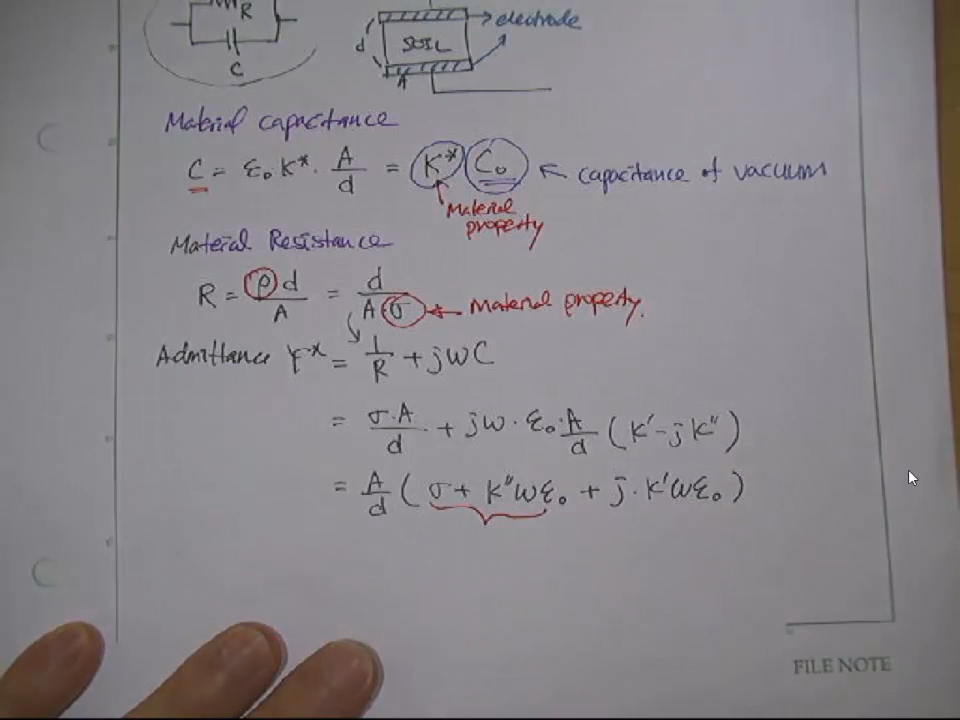 R
C
electrode
SOIL
d
A
Material capacitance
C = ε₀ K* · A/d = K* C₀ ← capacitance of vacuum
Material
property
Material Resistance
R = ρd/A = d/Aσ ← Material property.
Admittance Y* = 1/R + jωC
= σ·A/d + jω · ε₀ · A/d (K' - jK")
= A/d (σ + K"ωε₀ + j · K'ωε₀)
FILE NOTE